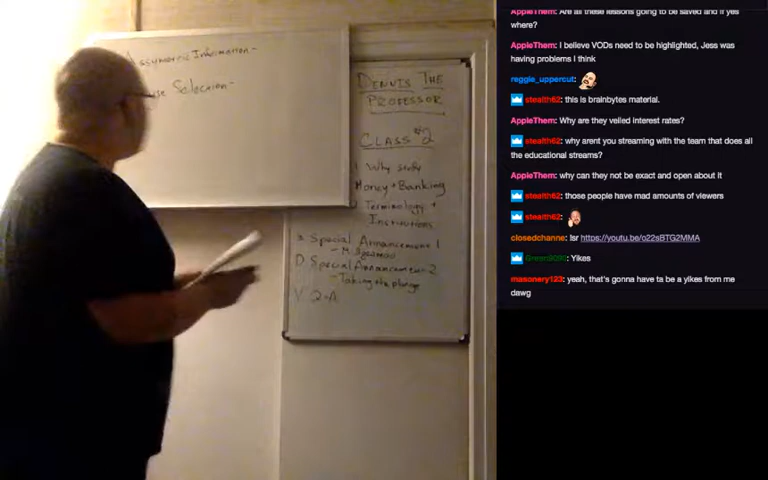 Assymetric Information-
Selection-
DENNIS THE
PROFESSOR
CLASS #2
Why study
Money + Banking
Terminology +
Institutions
Special Announcement 1
Special Announcement 2
- Taking the plunge
V. Q-A
AppleThem: Are all these lessons going to be saved and if yes
where?
AppleThem: I believe VODs need to be highlighted, Jess was
having problems I think
reggie_uppercut:
stealth62: this is brainbytes material.
AppleThem: Why are they veiled interest rates?
stealth62: why arent you streaming with the team that does all
the educational streams?
AppleThem: why can they not be exact and open about it
stealth62: those people have mad amounts of viewers
stealth62:
closedchanne: lsr https://youtu.be/o22sBTG2MMA
Yikes
masonery123: yeah, that's gonna have ta be a yikes from me
dawg